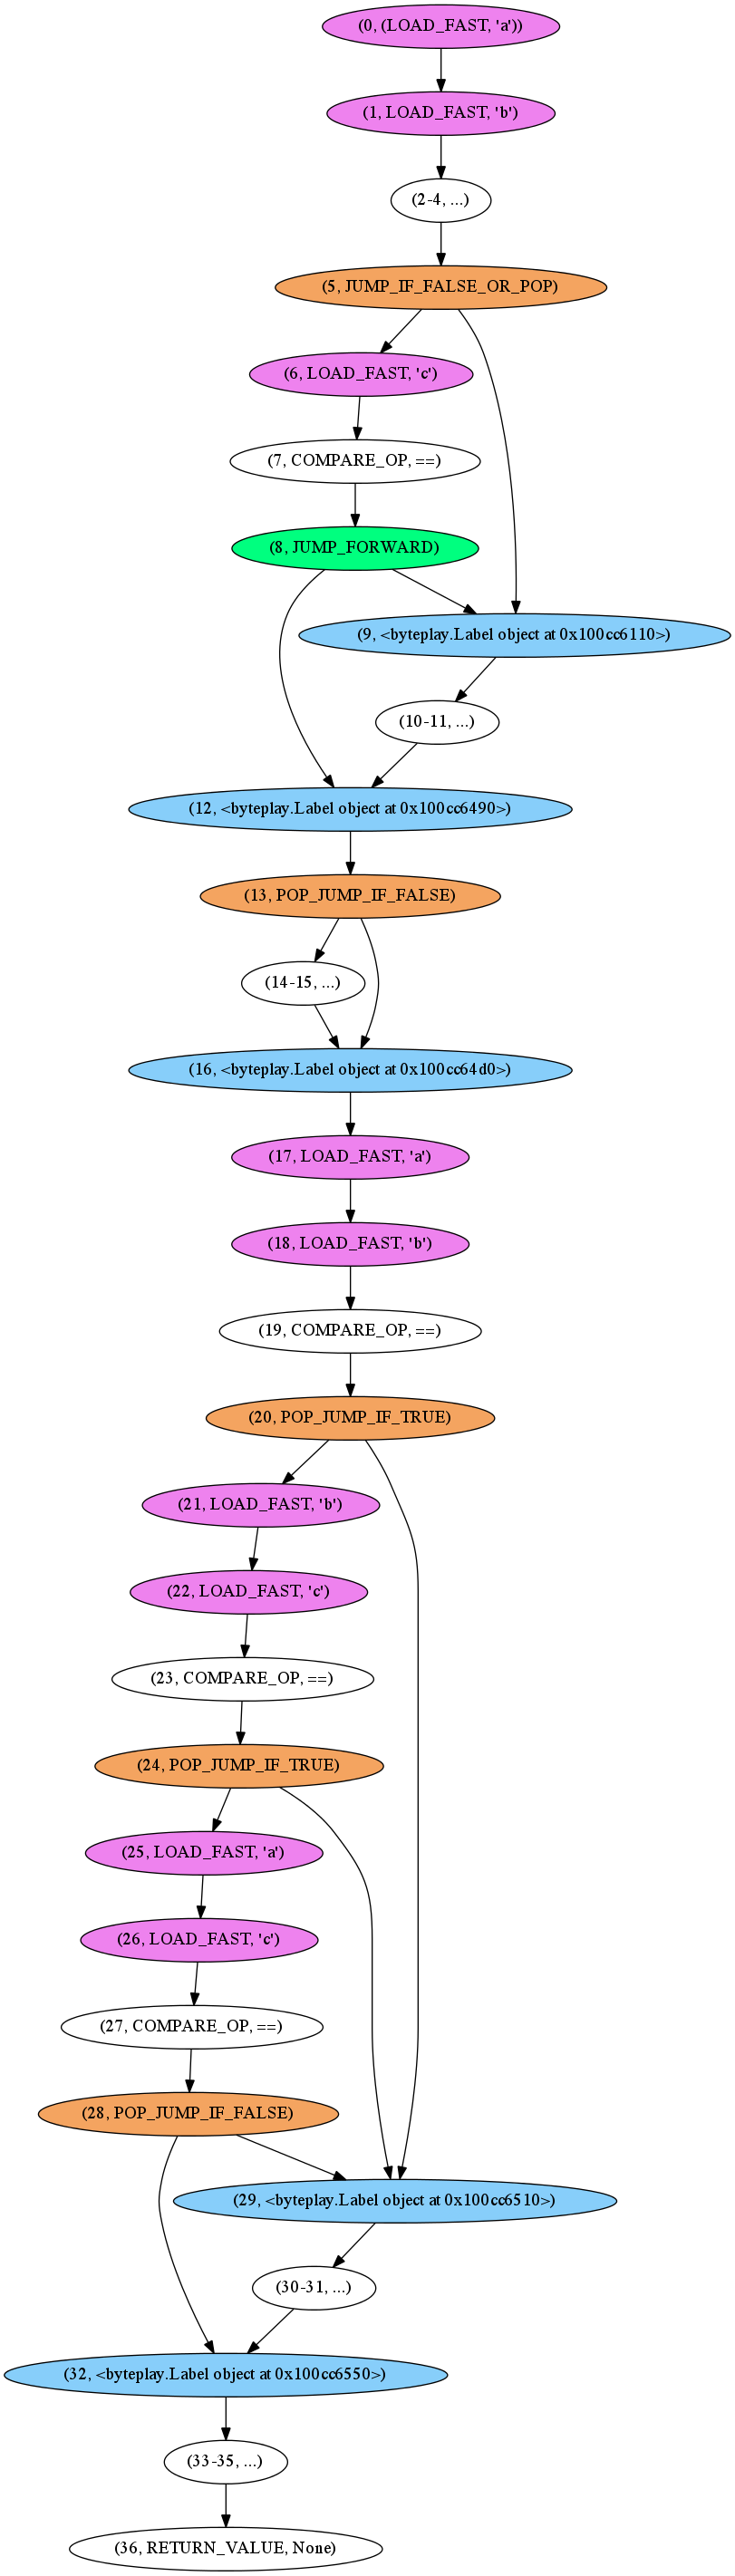 (0, (LOAD_FAST, 'a'))
(1, LOAD_FAST, 'b')
(2-4, ...)
(5, JUMP_IF_FALSE_OR_POP)
(6, LOAD_FAST, 'c')
(7, COMPARE_OP, ==)
(8, JUMP_FORWARD)
(9, <byteplay.Label object at 0x100cc6110>)
(10-11, ...)
(12, <byteplay.Label object at 0x100cc6490>)
(13, POP_JUMP_IF_FALSE)
(14-15, ...)
(16, <byteplay.Label object at 0x100cc64d0>)
(17, LOAD_FAST, 'a')
(18, LOAD_FAST, 'b')
(19, COMPARE_OP, ==)
(20, POP_JUMP_IF_TRUE)
(21, LOAD_FAST, 'b')
(22, LOAD_FAST, 'c')
(23, COMPARE_OP, ==)
(24, POP_JUMP_IF_TRUE)
(25, LOAD_FAST, 'a')
(26, LOAD_FAST, 'c')
(27, COMPARE_OP, ==)
(28, POP_JUMP_IF_FALSE)
(29, <byteplay.Label object at 0x100cc6510>)
(30-31, ...)
(32, <byteplay.Label object at 0x100cc6550>)
(33-35, ...)
(36, RETURN_VALUE, None)